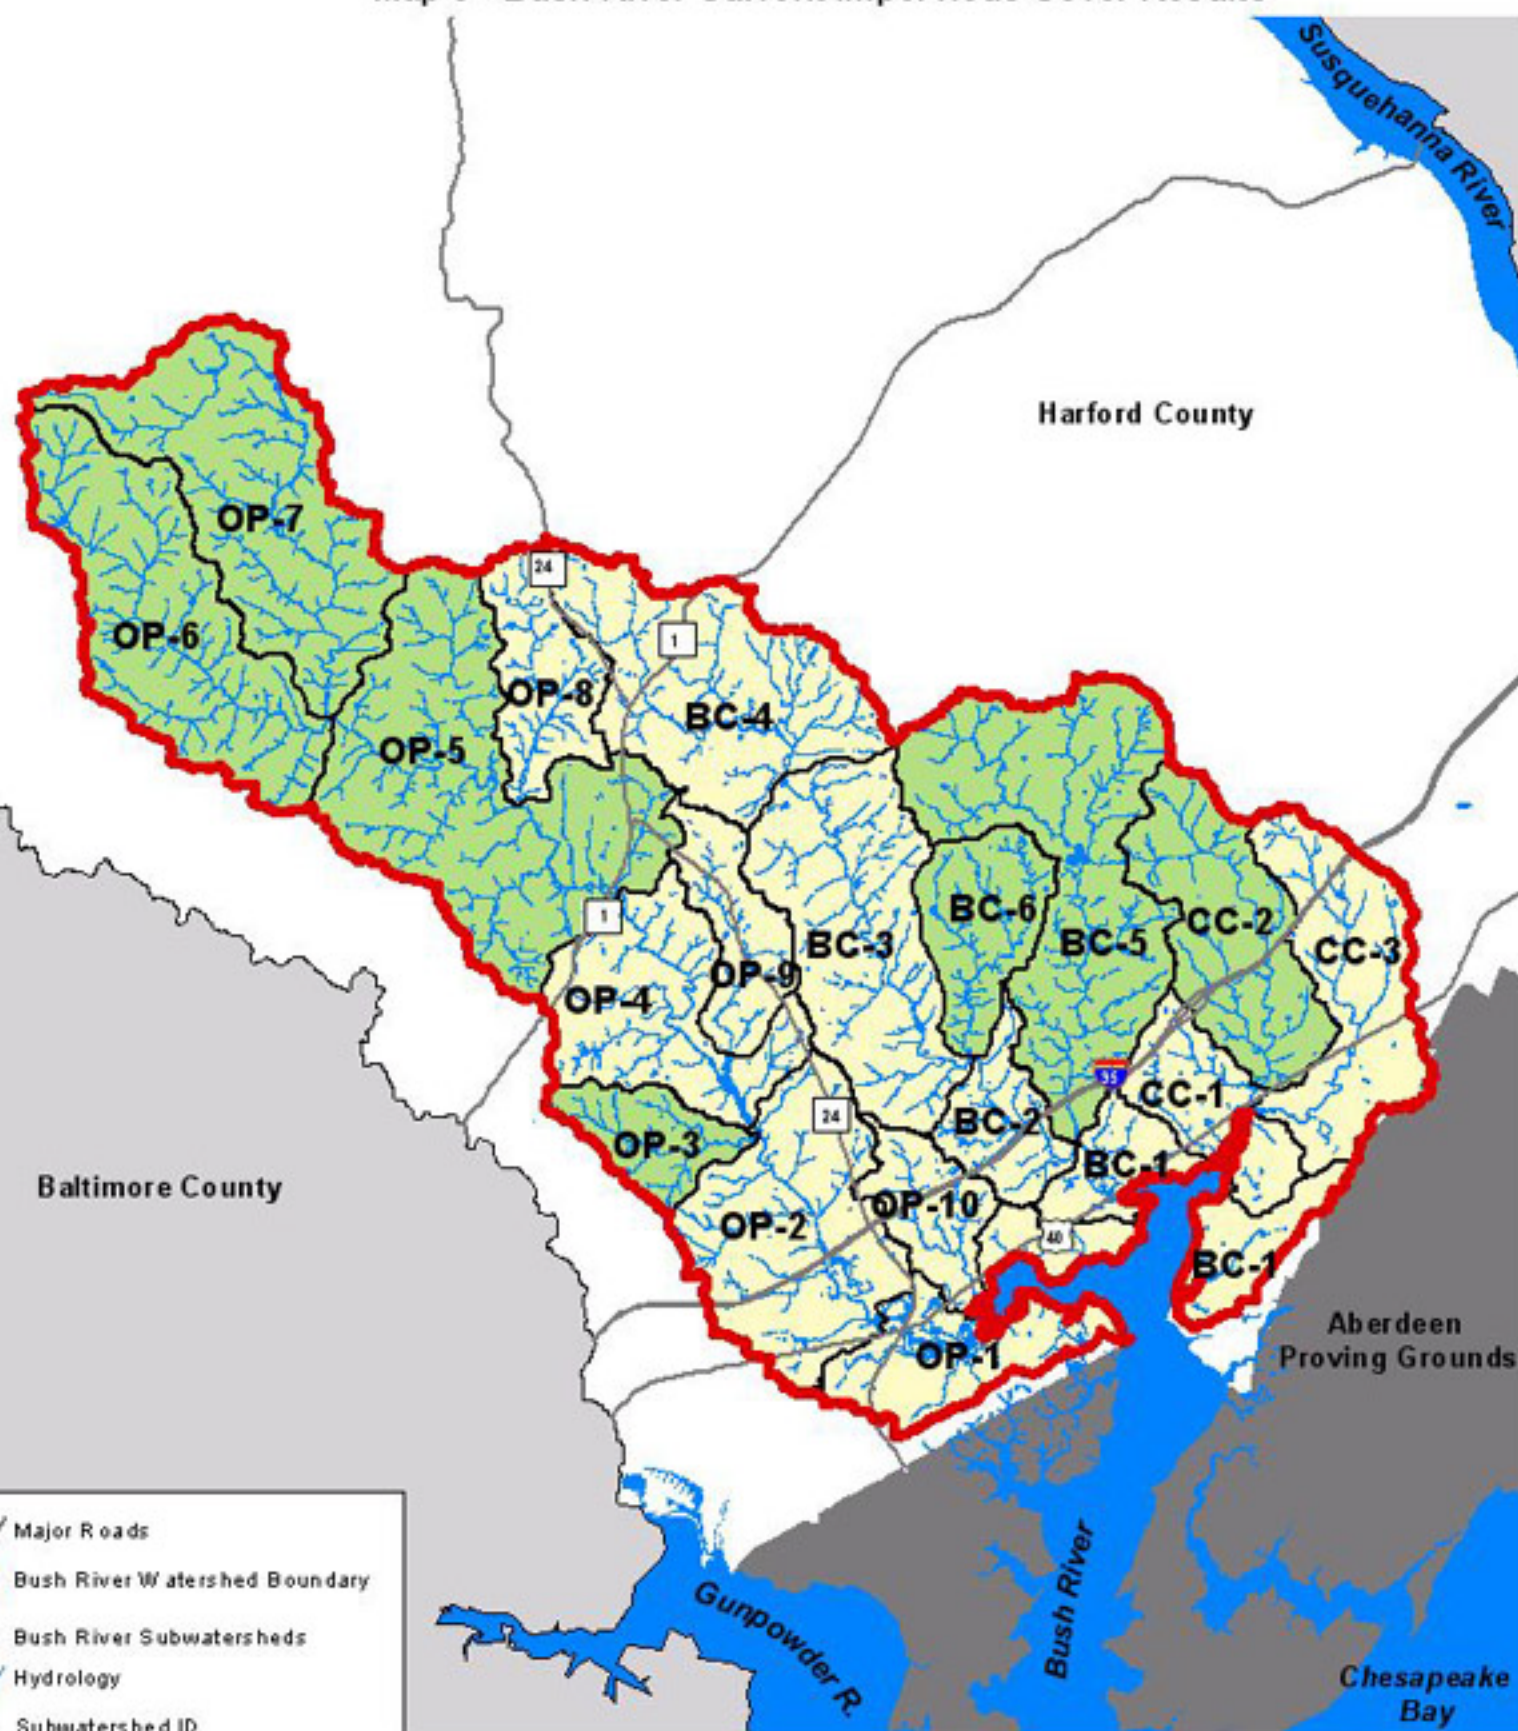 Susquehanna River
Harford County
OP-7
24
OP-6
1
OP-8
BC-4
OP-5
1
BC-6
CC-2
BC-3
BC-5
CC-3
OP-9
OP-4
95
CC-1
24
BC-2
OP-3
BC-1
Baltimore County
OP-10
OP-2
40
BC-1
Aberdeen
Proving Grounds
OP-1
Major Roads
Bush River Watershed Boundary
Bush River Subwatersheds
Hydrology
Subwatershed ID
Gunpowder R.
Bush River
Chesapeake
Bay